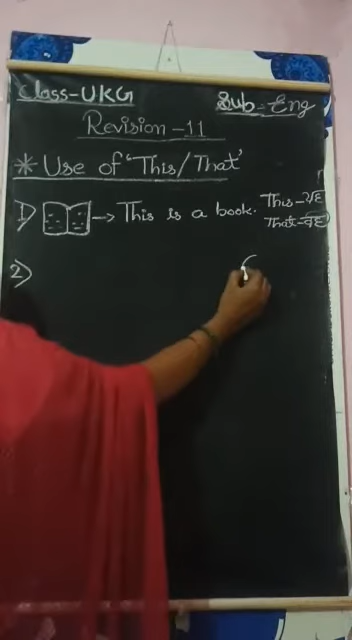 Class-UKG
Sub-Eng
Revision-11
* Use of "This/That"
1) → This is a book.
This-यह
That-वह
2)